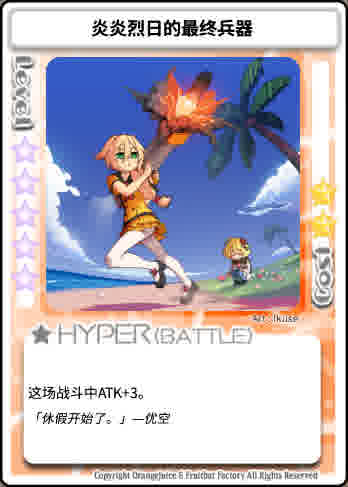 炎炎烈日的最终兵器
Level
Cost
Art: Ikuse
HYPER(BATTLE)
这场战斗中ATK+3。
「休假开始了。」—优空
Copyright OrangeJuice & Fruitbat Factory All Rights Reserved